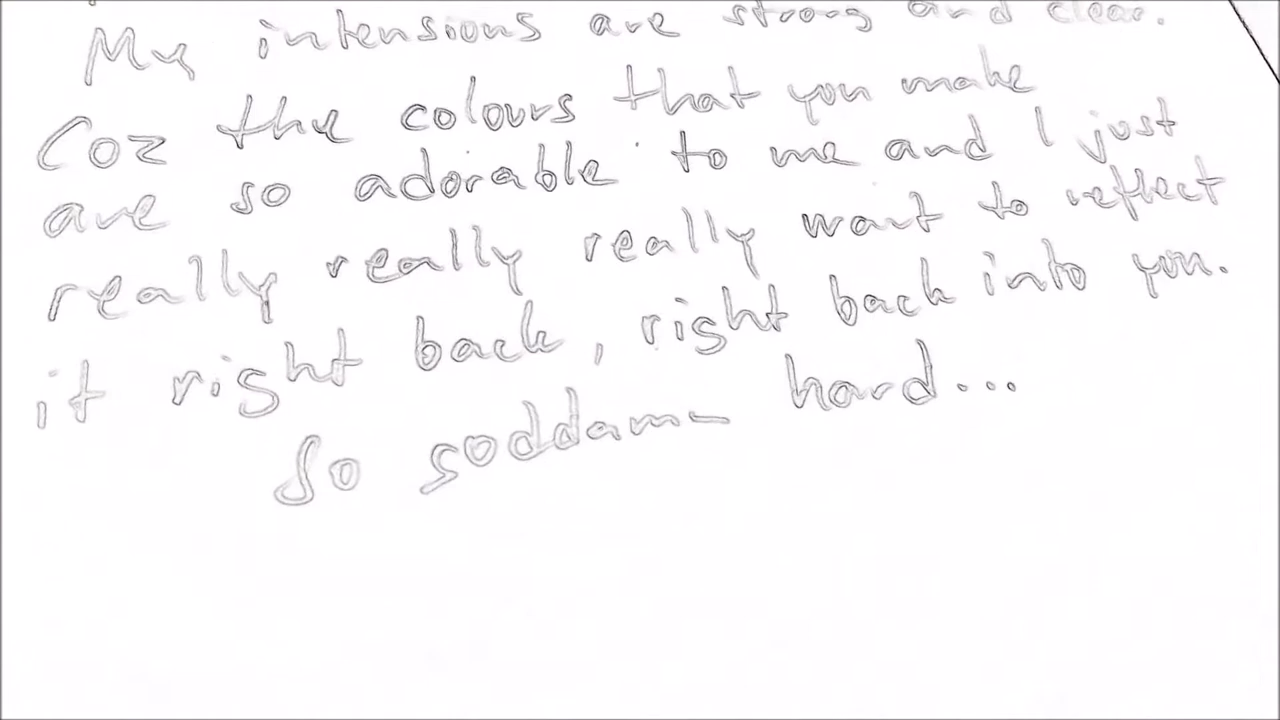 My intensions are strong and clear.
Coz the colours that you make
are so adorable to me and I just
really really really want to reflect
it right back, right back into you.
So soddam hard...